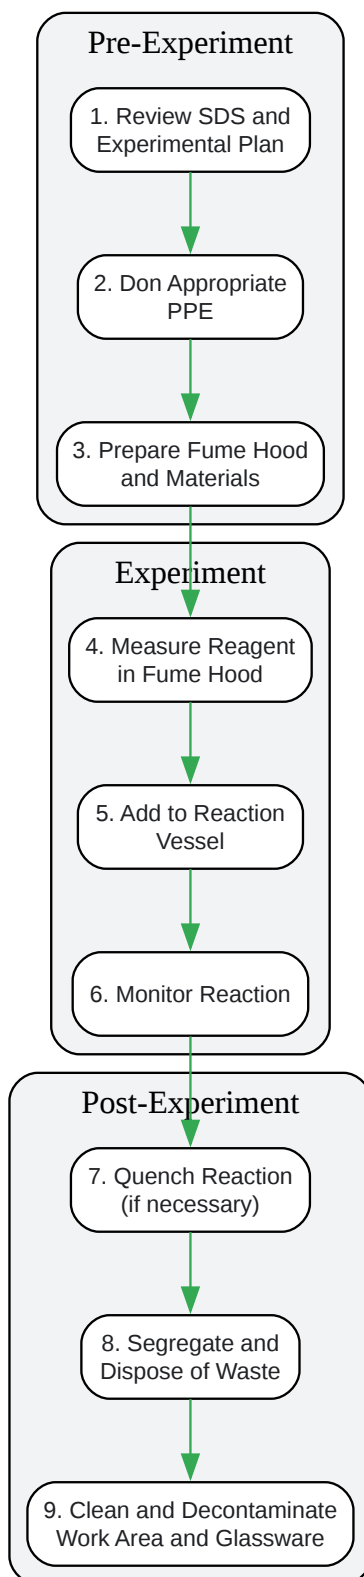 Pre-Experiment
1. Review SDS and
Experimental Plan
2. Don Appropriate
PPE
3. Prepare Fume Hood
and Materials
Experiment
4. Measure Reagent
in Fume Hood
5. Add to Reaction
Vessel
6. Monitor Reaction
Post-Experiment
7. Quench Reaction
(if necessary)
8. Segregate and
Dispose of Waste
9. Clean and Decontaminate
Work Area and Glassware